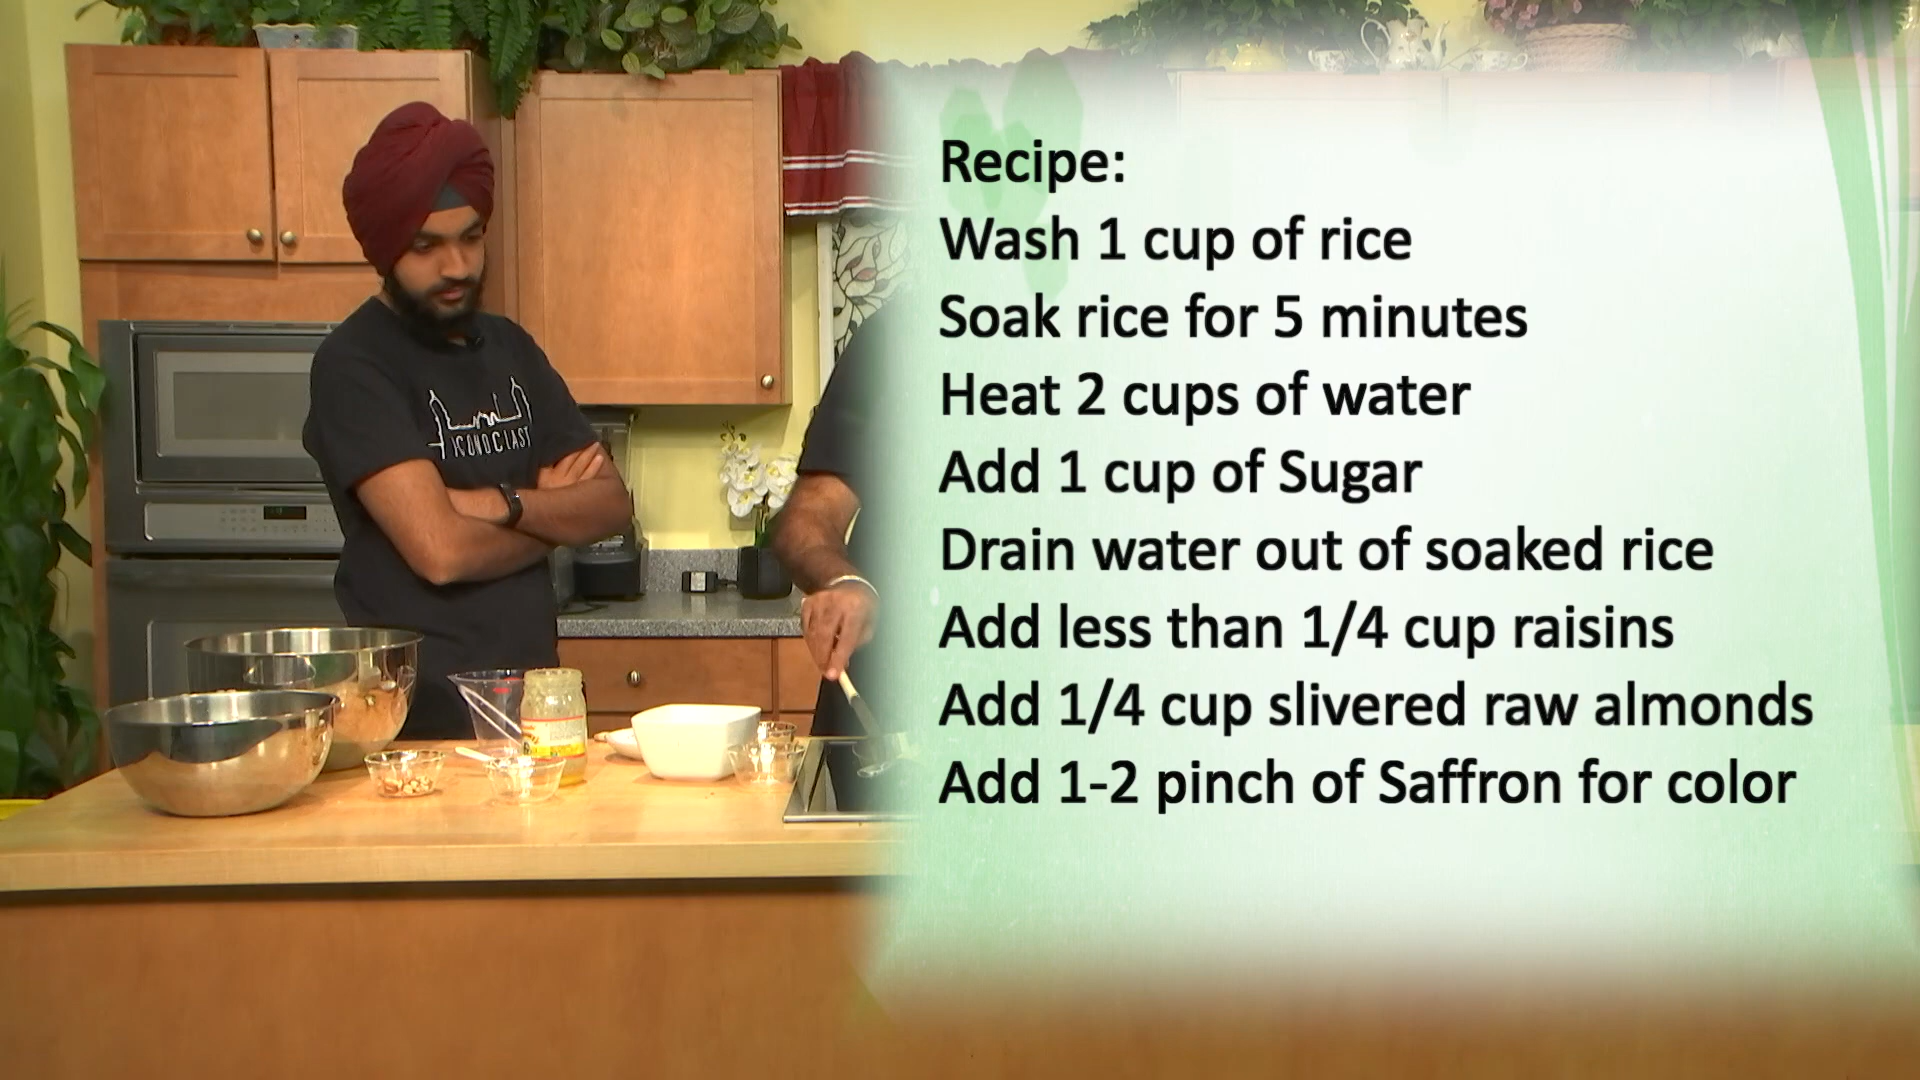 ICONOCLAST
Recipe:
Wash 1 cup of rice
Soak rice for 5 minutes
Heat 2 cups of water
Add 1 cup of Sugar
Drain water out of soaked rice
Add less than 1/4 cup raisins
Add 1/4 cup slivered raw almonds
Add 1-2 pinch of Saffron for color